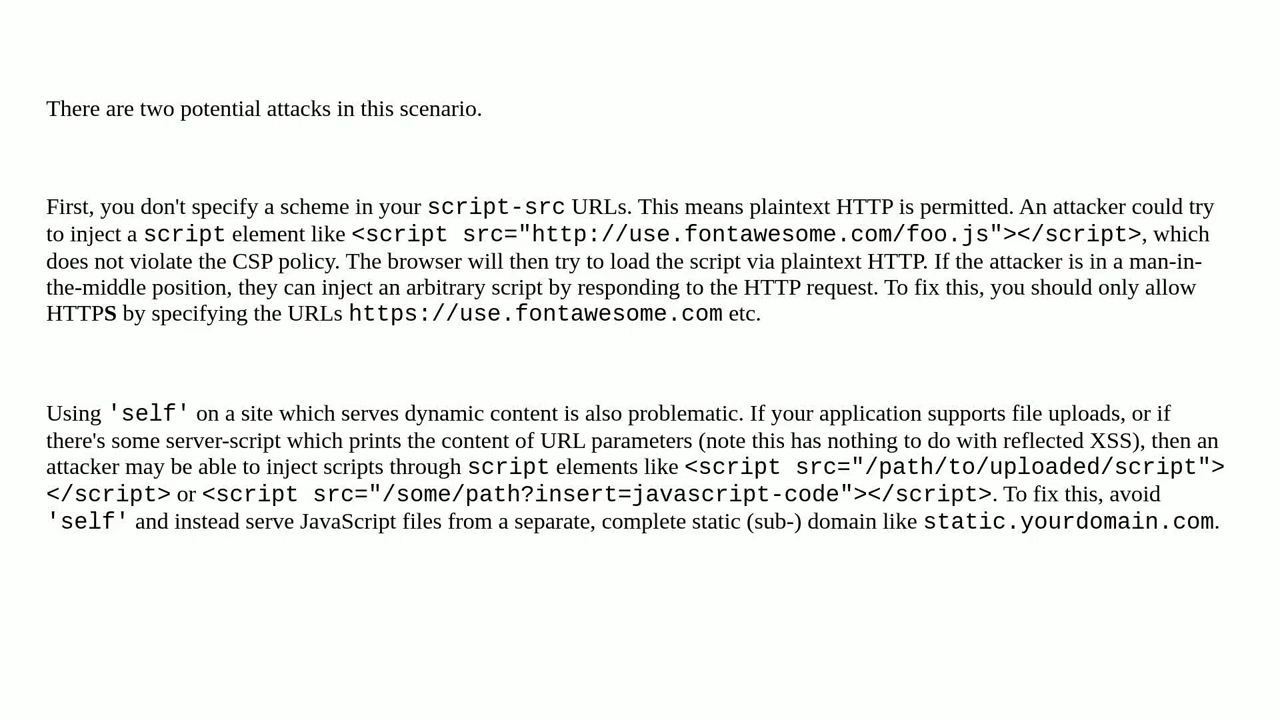 There are two potential attacks in this scenario.
First, you don't specify a scheme in your script-src URLs. This means plaintext HTTP is permitted. An attacker could try
to inject a script element like <script src="http://use.fontawesome.com/foo.js"></script>, which
does not violate the CSP policy. The browser will then try to load the script via plaintext HTTP. If the attacker is in a man-in-
the-middle position, they can inject an arbitrary script by responding to the HTTP request. To fix this, you should only allow
HTTPS by specifying the URLs https://use.fontawesome.com etc.
Using 'self' on a site which serves dynamic content is also problematic. If your application supports file uploads, or if
there's some server-script which prints the content of URL parameters (note this has nothing to do with reflected XSS), then an
attacker may be able to inject scripts through script elements like <script src="/path/to/uploaded/script">
</script> or <script src="/some/path?insert=javascript-code"></script>. To fix this, avoid
'self' and instead serve JavaScript files from a separate, complete static (sub-) domain like static.yourdomain.com.